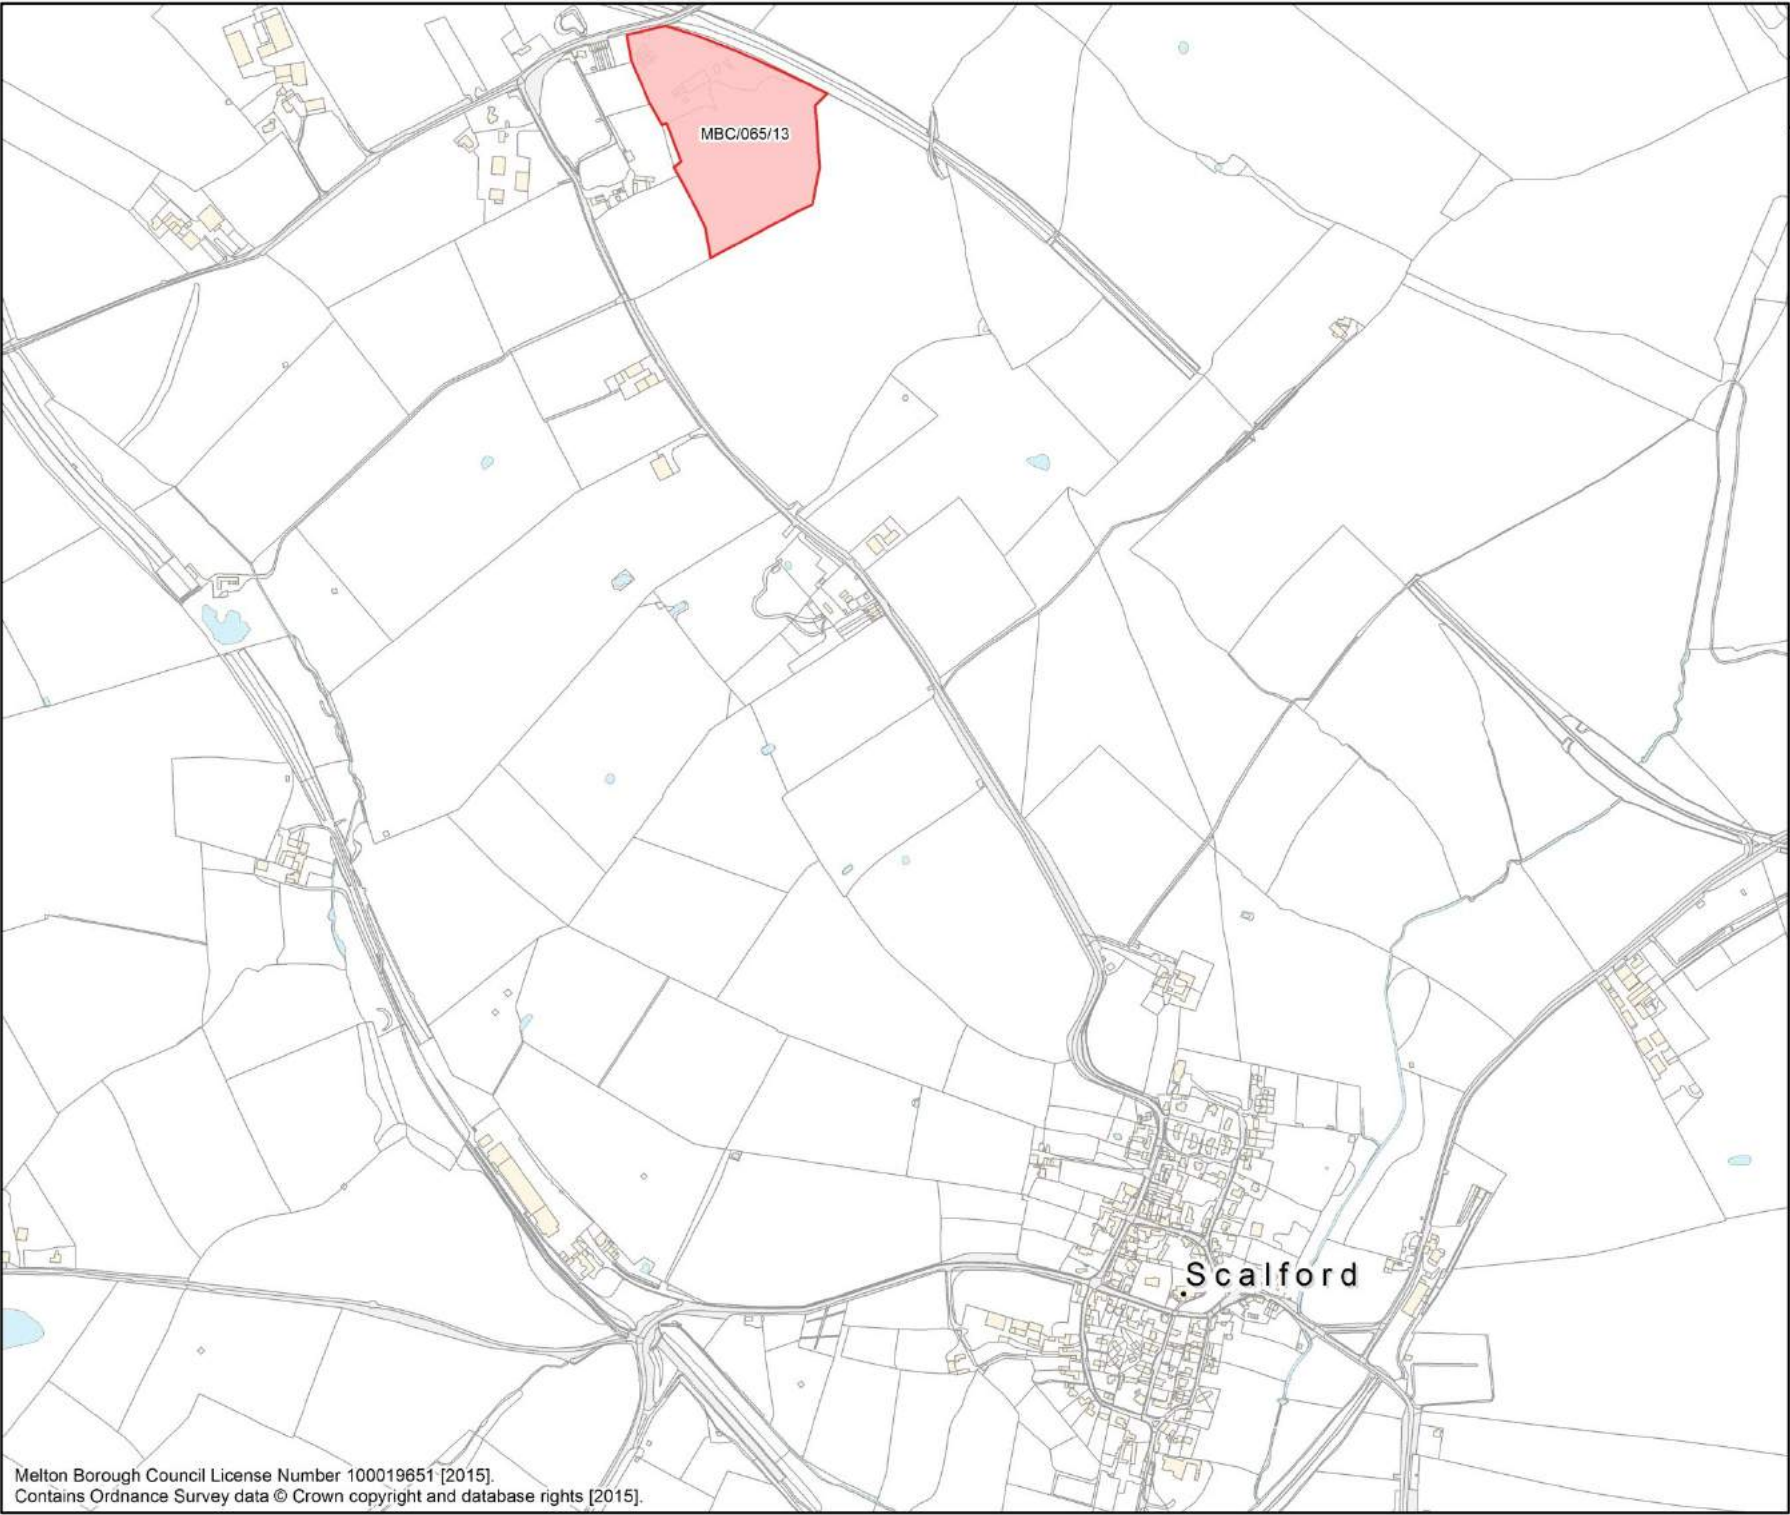 MBC/065/13
Scalford
Melton Borough Council License Number 100019651 [2015].
Contains Ordnance Survey data © Crown copyright and database rights [2015].